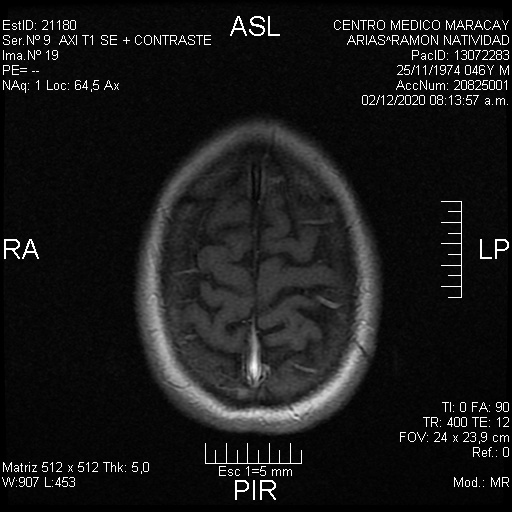 EstID: 21180
Ser.Nº 9 AXI T1 SE + CONTRASTE
Ima.Nº 19
PE= --
NAq: 1 Loc: 64,5 Ax
ASL
CENTRO MEDICO MARACAY
ARIAS^RAMON NATIVIDAD
PacID: 13072283
25/11/1974 046Y M
AccNum: 20825001
02/12/2020 08:13:57 a.m.
RA
LP
TI: 0 FA: 90
TR: 400 TE: 12
FOV: 24 x 23,9 cm
Ref.: 0
Mod.: MR
Matriz 512 x 512 Thk: 5,0
W:907 L:453
Esc 1=5 mm
PIR